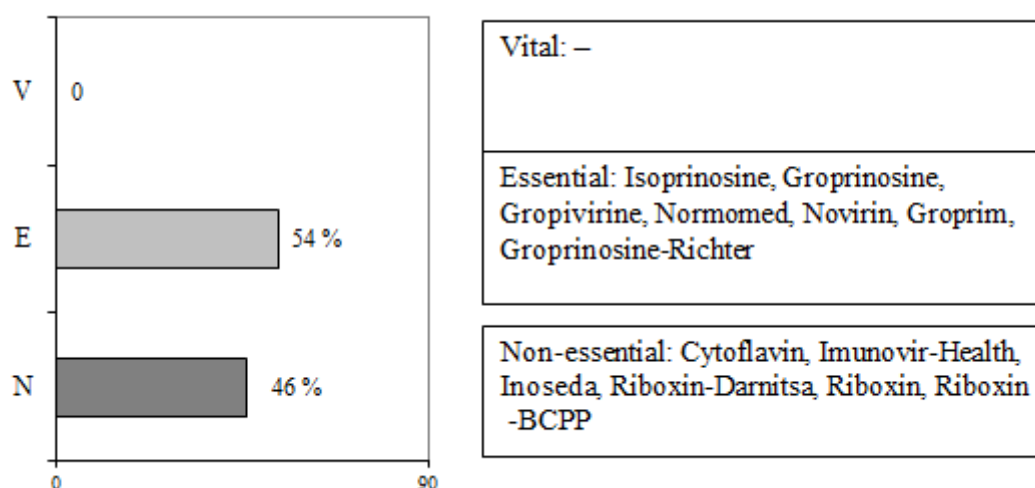 V
0
E
54 %
N
46 %
0
90
Vital: –
Essential: Isoprinosine, Groprinosine,
Gropivirine, Normomed, Novirin, Groprim,
Groprinosine-Richter
Non-essential: Cytoflavin, Imunovir-Health,
Inoseda, Riboxin-Darnitsa, Riboxin, Riboxin
-BCPP